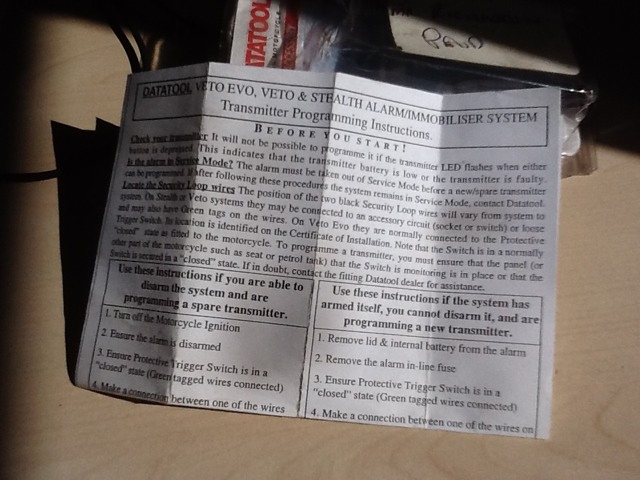 DATATOOL
DATATOOL VETO EVO, VETO & STEALTH ALARM/IMMOBILISER SYSTEM
Transmitter Programming Instructions.
BEFORE YOU START!
Check your transmitter It will not be possible to programme it if the transmitter LED flashes when either
button is depressed. This indicates that the transmitter battery is low or the transmitter is faulty.
Is the alarm in Service Mode? The alarm must be taken out of Service Mode before a new/spare transmitter
can be programmed. If after following these procedures the system remains in Service Mode, contact Datatool.
Locate the Security Loop wires The position of the two black Security Loop wires will vary from system to
system. On Stealth or Veto systems they may be connected to an accessory circuit (socket or switch) or loose
and may also have Green tags on the wires. On Veto Evo they are normally connected to the Protective
Trigger Switch. Its location is identified on the Certificate of Installation. Note that the Switch is in a normally
"closed" state as fitted to the motorcycle. To programme a transmitter, you must ensure that the panel (or
other part of the motorcycle such as seat or petrol tank) that the Switch is monitoring is in place or that the
Switch is secured in a "closed" state. If in doubt, contact the fitting Datatool dealer for assistance.
Use these instructions if you are able to
disarm the system and are
programming a spare transmitter.
1. Turn off the Motorcycle Ignition
2. Ensure the alarm is disarmed
3. Ensure Protective Trigger Switch is in a
"closed" state (Green tagged wires connected)
4. Make a connection between one of the wires
Use these instructions if the system has
armed itself, you cannot disarm it, and are
programming a new transmitter.
1. Remove lid & internal battery from the alarm
2. Remove the alarm in-line fuse
3. Ensure Protective Trigger Switch is in a
"closed" state (Green tagged wires connected)
4. Make a connection between one of the wires on